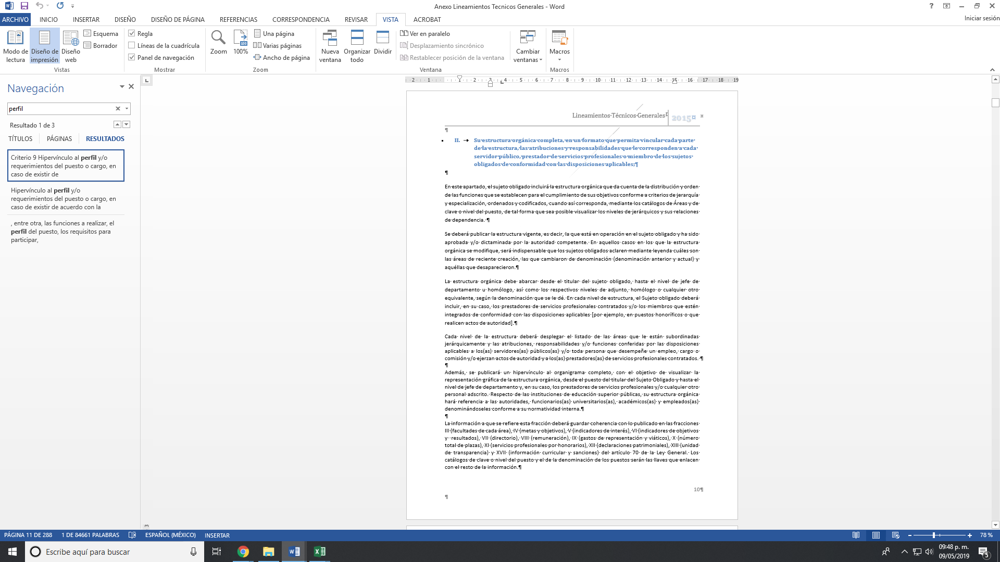 Anexo Lineamientos Tecnicos Generales - Word
ARCHIVO INICIO INSERTAR DISEÑO DISEÑO DE PÁGINA REFERENCIAS CORRESPONDENCIA REVISAR VISTA ACROBAT
Iniciar sesión
Modo de lectura
Diseño de impresión
Diseño web
Esquema
Borrador
Vistas
Regla
Líneas de la cuadrícula
Panel de navegación
Mostrar
Zoom
100%
Una página
Varias páginas
Ancho de página
Zoom
Nueva ventana
Organizar todo
Dividir
Ver en paralelo
Desplazamiento sincrónico
Restablecer posición de la ventana
Ventana
Cambiar ventanas
Macros
Macros
Navegación
perfil
Resultado 1 de 3
TÍTULOS PÁGINAS RESULTADOS
Criterio 9 Hipervínculo al perfil y/o
requerimientos del puesto o cargo, en
caso de existir de
Hipervínculo al perfil y/o
requerimientos del puesto o cargo, en
caso de existir de acuerdo con la
, entre otra, las funciones a realizar, el
perfil del puesto, los requisitos para
participar,
2 1 1 2 3 4 5 6 7 8 9 10 11 12 13 14 15 16 17 18 19
Lineamientos Técnicos Generales 2015
II. Su estructura orgánica completa, en un formato que permita vincular cada parte
de la estructura, las atribuciones y responsabilidades que le corresponden a cada
servidor público, prestador de servicios profesionales o miembro de los sujetos
obligados de conformidad con las disposiciones aplicables;¶
¶
En este apartado, el sujeto obligado incluirá la estructura orgánica que da cuenta de la distribución y orden
de las funciones que se establecen para el cumplimiento de sus objetivos conforme a criterios de jerarquía
y especialización, ordenados y codificados, cuando así corresponda, mediante los catálogos de Áreas y de
clave o nivel del puesto, de tal forma que sea posible visualizar los niveles de jerárquicos y sus relaciones
de dependencia. ¶
Se deberá publicar la estructura vigente, es decir, la que está en operación en el sujeto obligado y ha sido
aprobada y/o dictaminada por la autoridad competente. En aquellos casos en los que la estructura
orgánica se modifique, será indispensable que los sujetos obligados aclaren mediante leyenda cuáles son
las áreas de reciente creación, las que cambiaron de denominación (denominación anterior y actual) y
aquéllas que desaparecieron.¶
La estructura orgánica debe abarcar desde el titular del sujeto obligado, hasta el nivel de jefe de
departamento u homólogo, así como los respectivos niveles de adjunto, homólogo o cualquier otro
equivalente, según la denominación que se le dé. En cada nivel de estructura, el Sujeto obligado deberá
incluir, en su caso, los prestadores de servicios profesionales contratados y/o los miembros que estén
integrados de conformidad con las disposiciones aplicables [por ejemplo, en puestos honoríficos o que
realicen actos de autoridad].¶
Cada nivel de la estructura deberá desplegar el listado de las áreas que le están subordinadas
jerárquicamente y las atribuciones, responsabilidades y/o funciones conferidas por las disposiciones
aplicables a los(as) servidores(as) públicos(as) y/o toda persona que desempeñe un empleo, cargo o
comisión y/o ejerzan actos de autoridad y a los(as) prestadores(as) de servicios profesionales contratados. ¶
¶
Además, se publicará un hipervínculo al organigrama completo, con el objetivo de visualizar la
representación gráfica de la estructura orgánica, desde el puesto del titular del Sujeto Obligado y hasta el
nivel de jefe de departamento y, en su caso, los prestadores de servicios profesionales y/o cualquier otro
personal adscrito. Respecto de las instituciones de educación superior públicas, su estructura orgánica
hará referencia a las autoridades, funcionarios(as) universitarios(as), académicos(as) y empleados(as)
denominándoseles conforme a su normatividad interna.¶
¶
La información a que se refiere esta fracción deberá guardar coherencia con lo publicado en las fracciones
III (facultades de cada área), IV (metas y objetivos), V (indicadores de interés), VI (indicadores de objetivos
y resultados), VII (directorio), VIII (remuneración), IX (gastos de representación y viáticos), X (número
total de plazas), XI (servicios profesionales por honorarios), XII (declaraciones patrimoniales), XIII (unidad
de transparencia) y XVII (información curricular y sanciones) del artículo 70 de la Ley General. Los
catálogos de clave o nivel del puesto y el de la denominación de los puestos serán las llaves que enlacen
con el resto de la información.¶
10¶
¶
PÁGINA 11 DE 288 1 DE 84661 PALABRAS ESPAÑOL (MÉXICO) INSERTAR 78 %
Escribe aquí para buscar
09:48 p. m.
09/05/2019
5